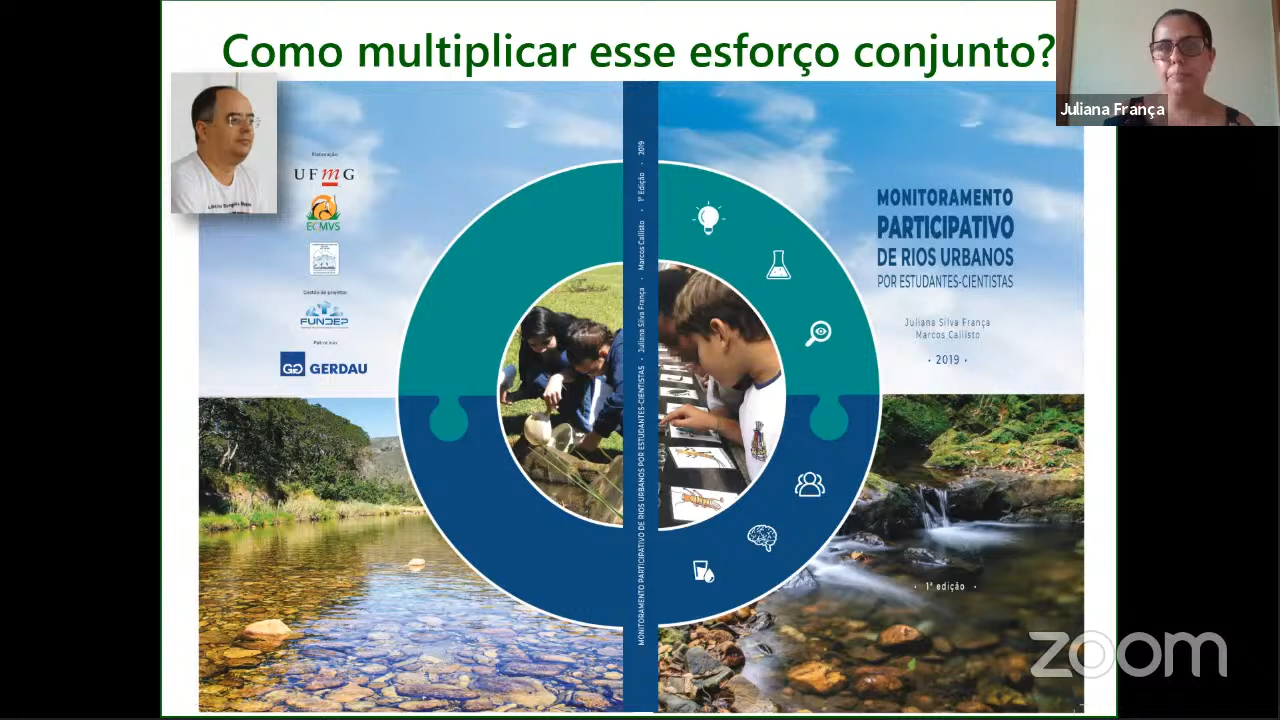 Como multiplicar esse esforço conjunto?
Juliana França
Elaboração:
UFmG
ECMVS
Gestão de projetos:
FUNDEP
Patrocínio:
GERDAU
MONITORAMENTO PARTICIPATIVO DE RIOS URBANOS POR ESTUDANTES-CIENTISTAS • Juliana Silva França • Marcos Callisto • 1ª Edição • 2019
MONITORAMENTO
PARTICIPATIVO
DE RIOS URBANOS
POR ESTUDANTES-CIENTISTAS
Juliana Silva França
Marcos Callisto
• 2019 •
• 1ª edição •
zoom